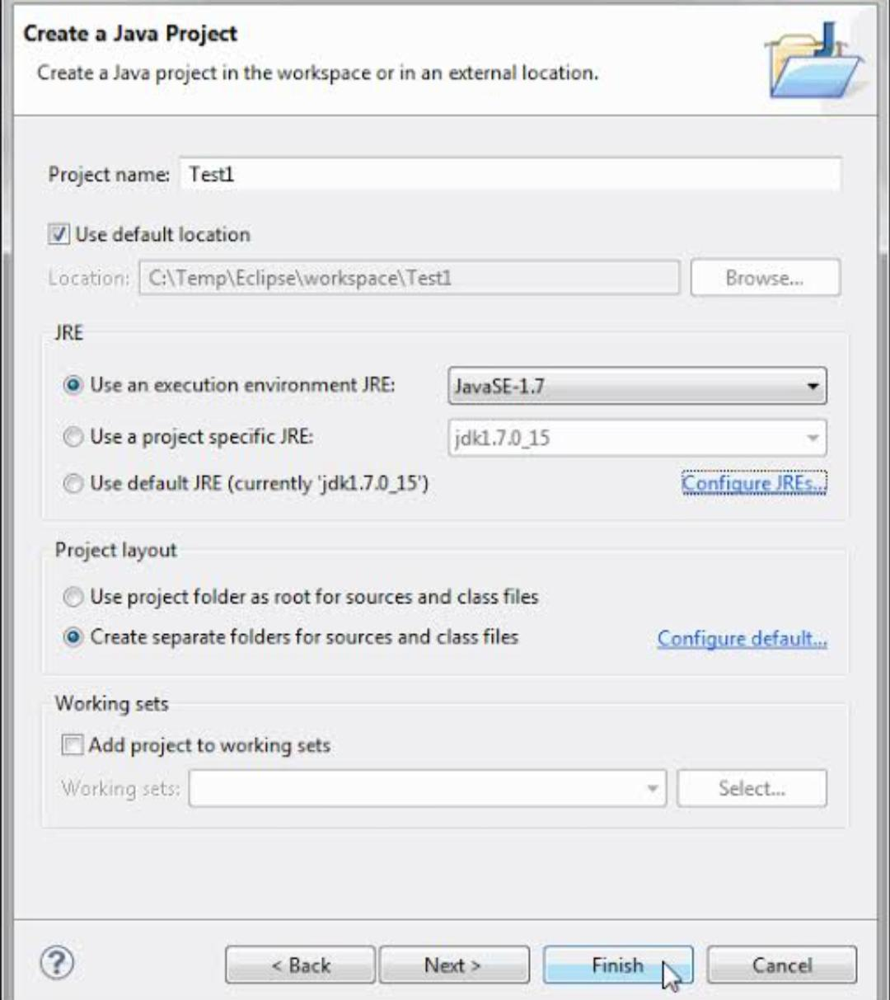 Create a Java Project
Create a Java project in the workspace or in an external location.
Project name: Test1
Use default location
Location: C:\Temp\Eclipse\workspace\Test1 Browse...
JRE
Use an execution environment JRE: JavaSE-1.7
Use a project specific JRE: jdk1.7.0_15
Use default JRE (currently 'jdk1.7.0_15') Configure JREs...
Project layout
Use project folder as root for sources and class files
Create separate folders for sources and class files Configure default...
Working sets
Add project to working sets
Working sets: Select...
? < Back Next > Finish Cancel